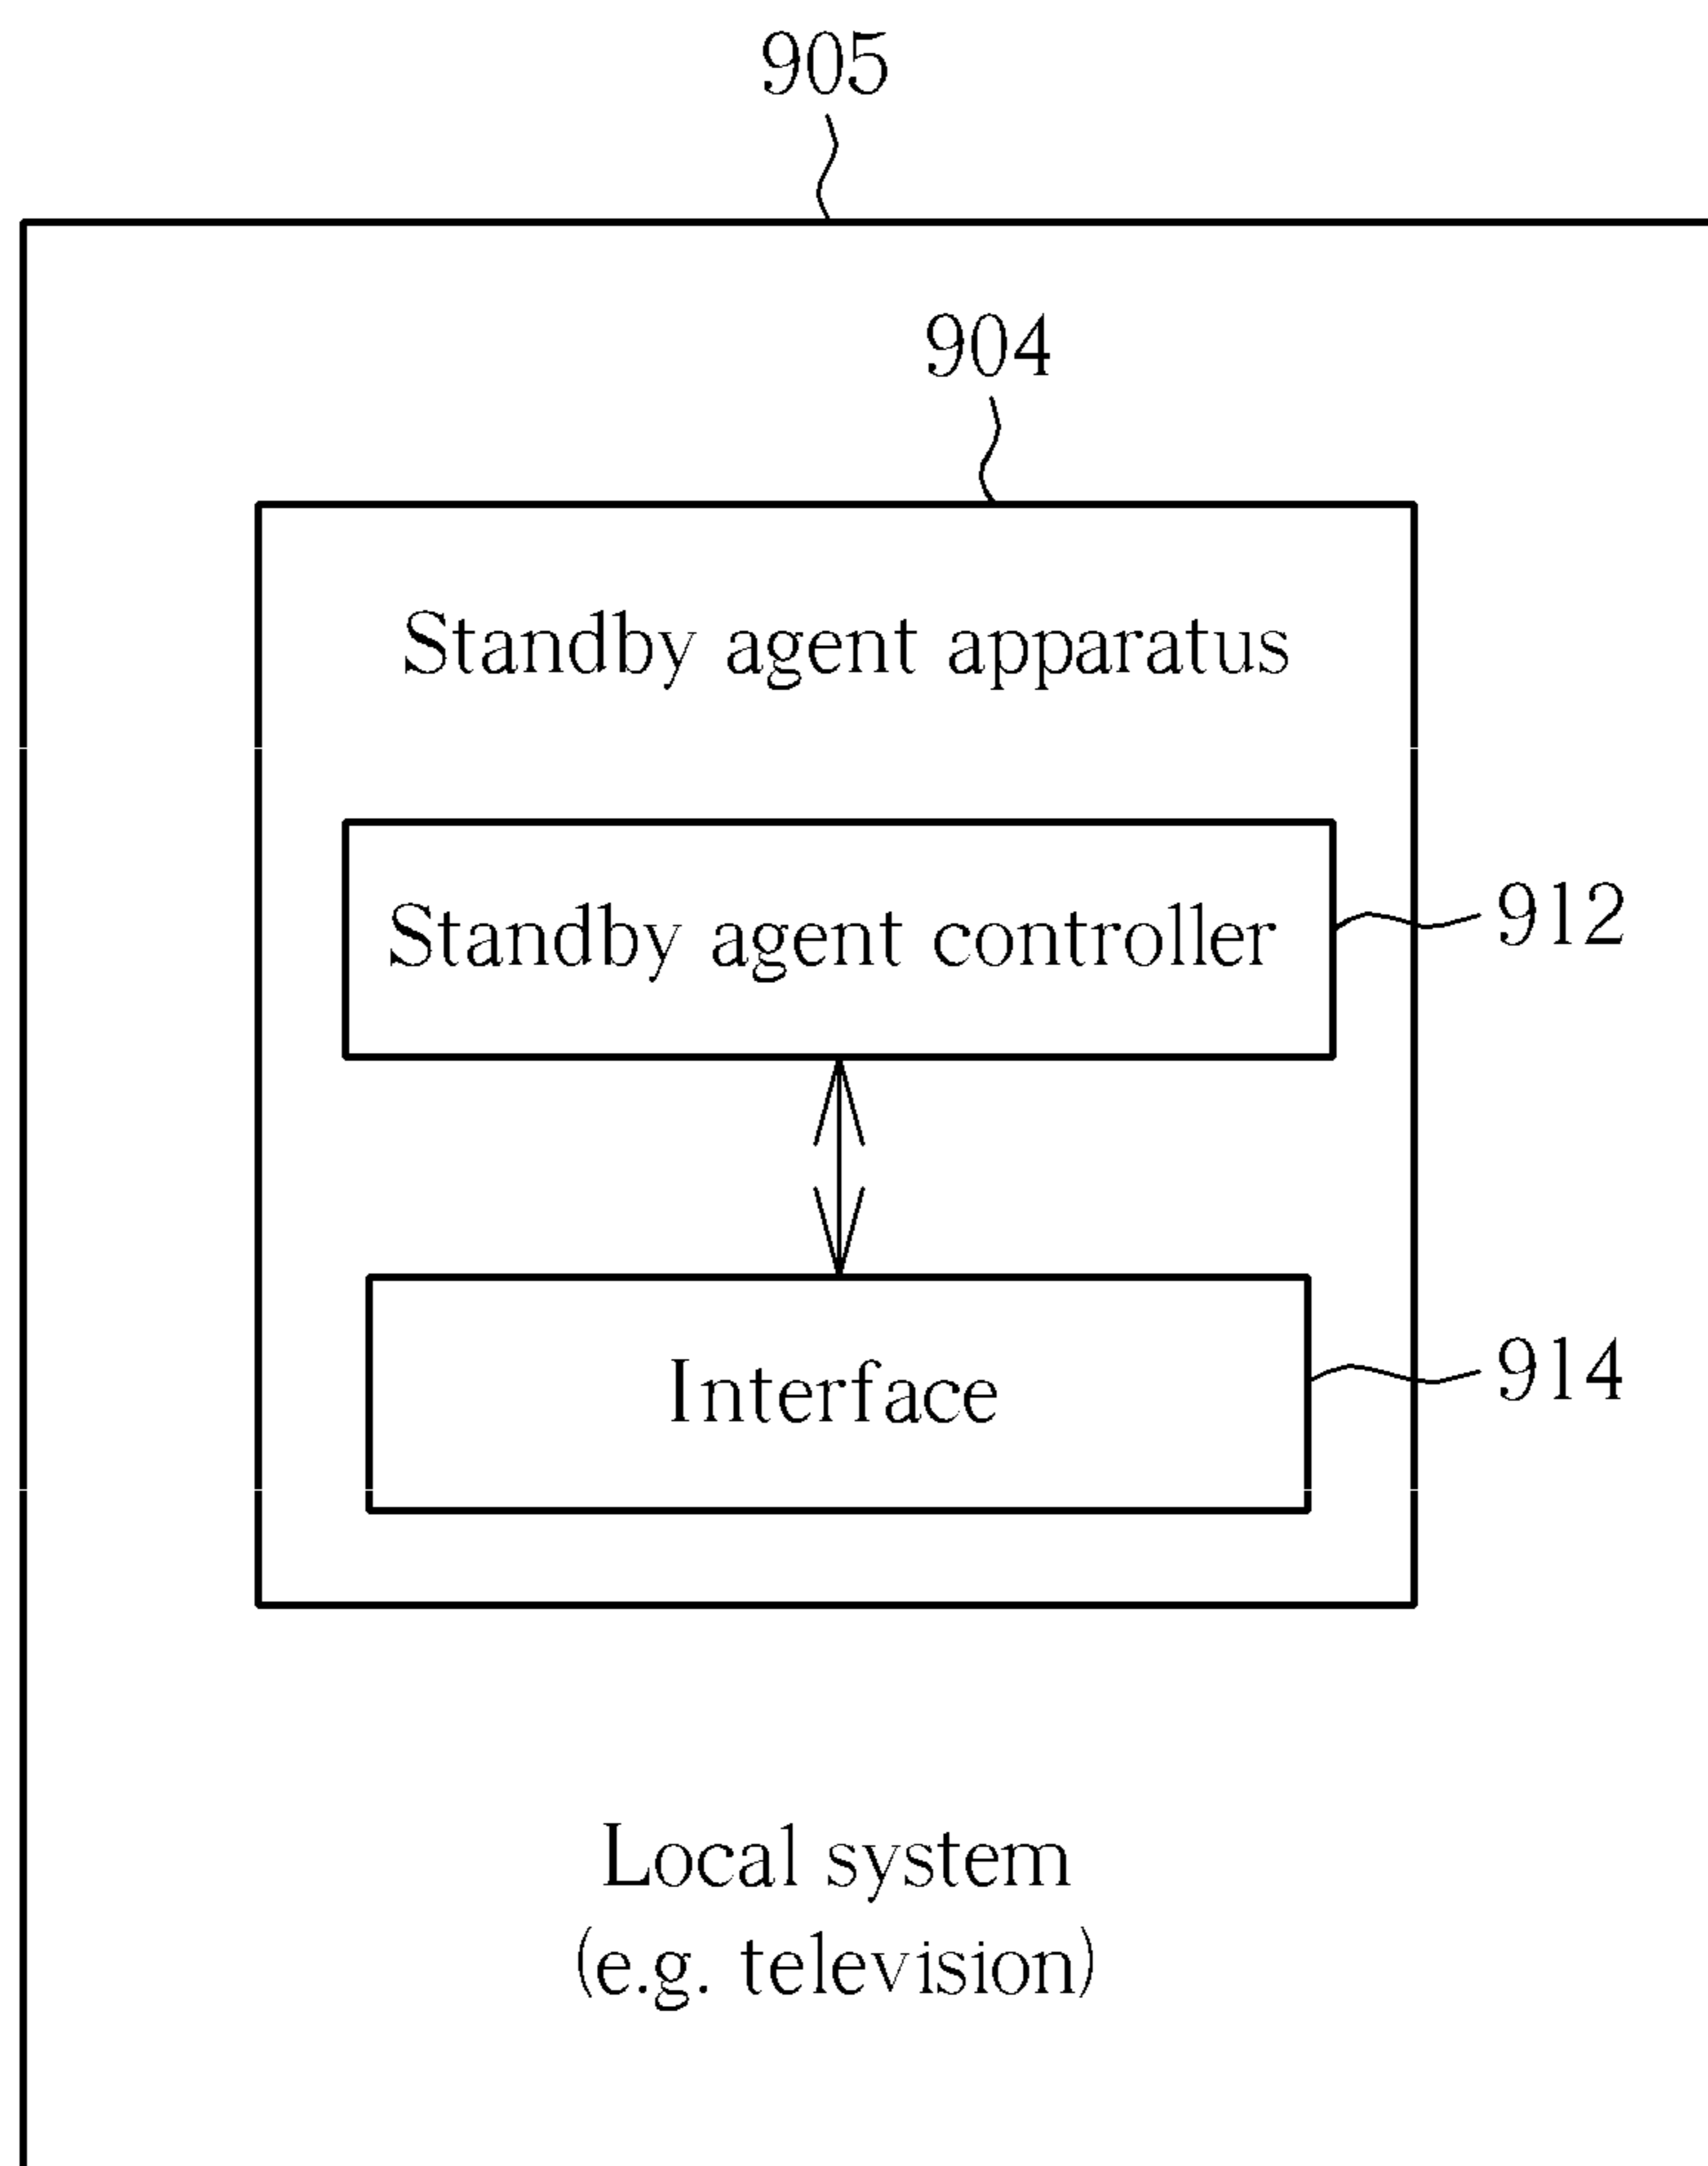 905
904
Standby agent apparatus
Standby agent controller
912
Interface
914
Local system
(e.g. television)